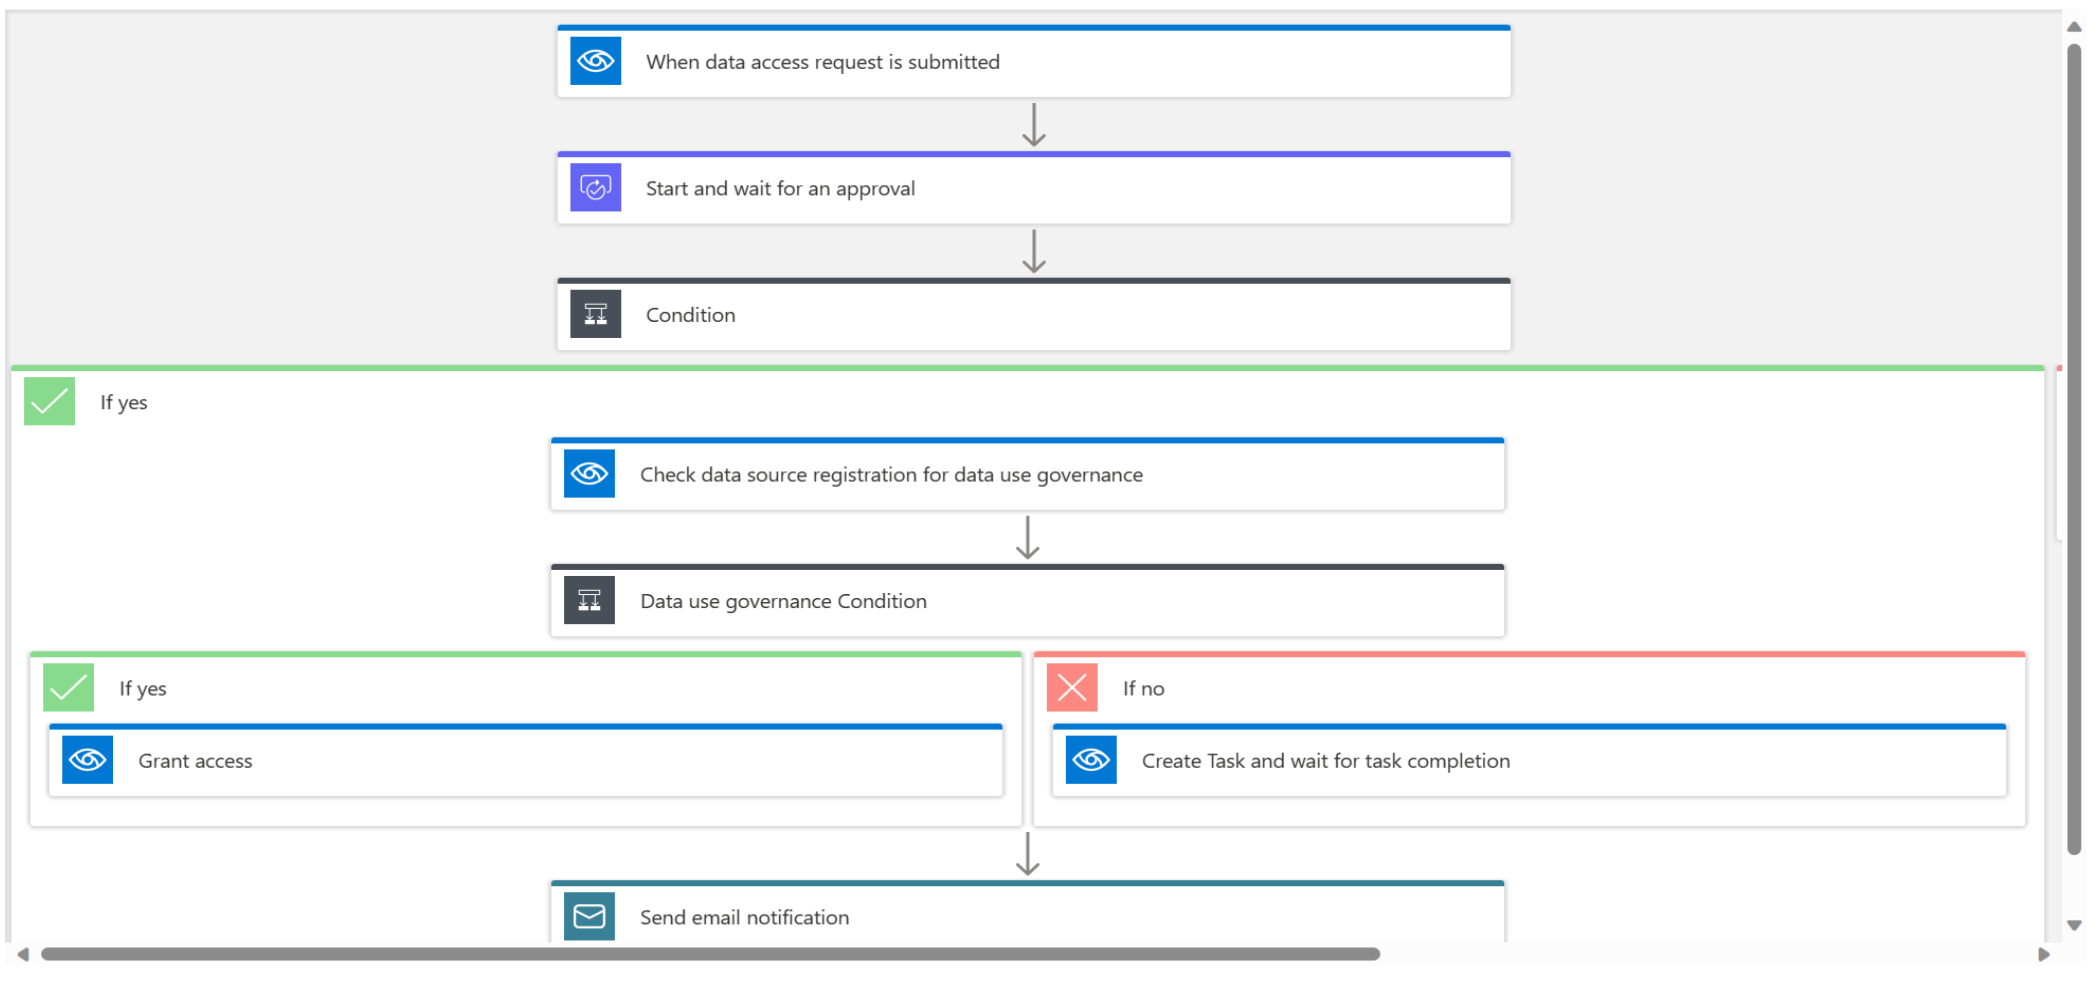 When data access request is submitted
Start and wait for an approval
Condition
If yes
Check data source registration for data use governance
Data use governance Condition
If yes
If no
Grant access
Create Task and wait for task completion
Send email notification